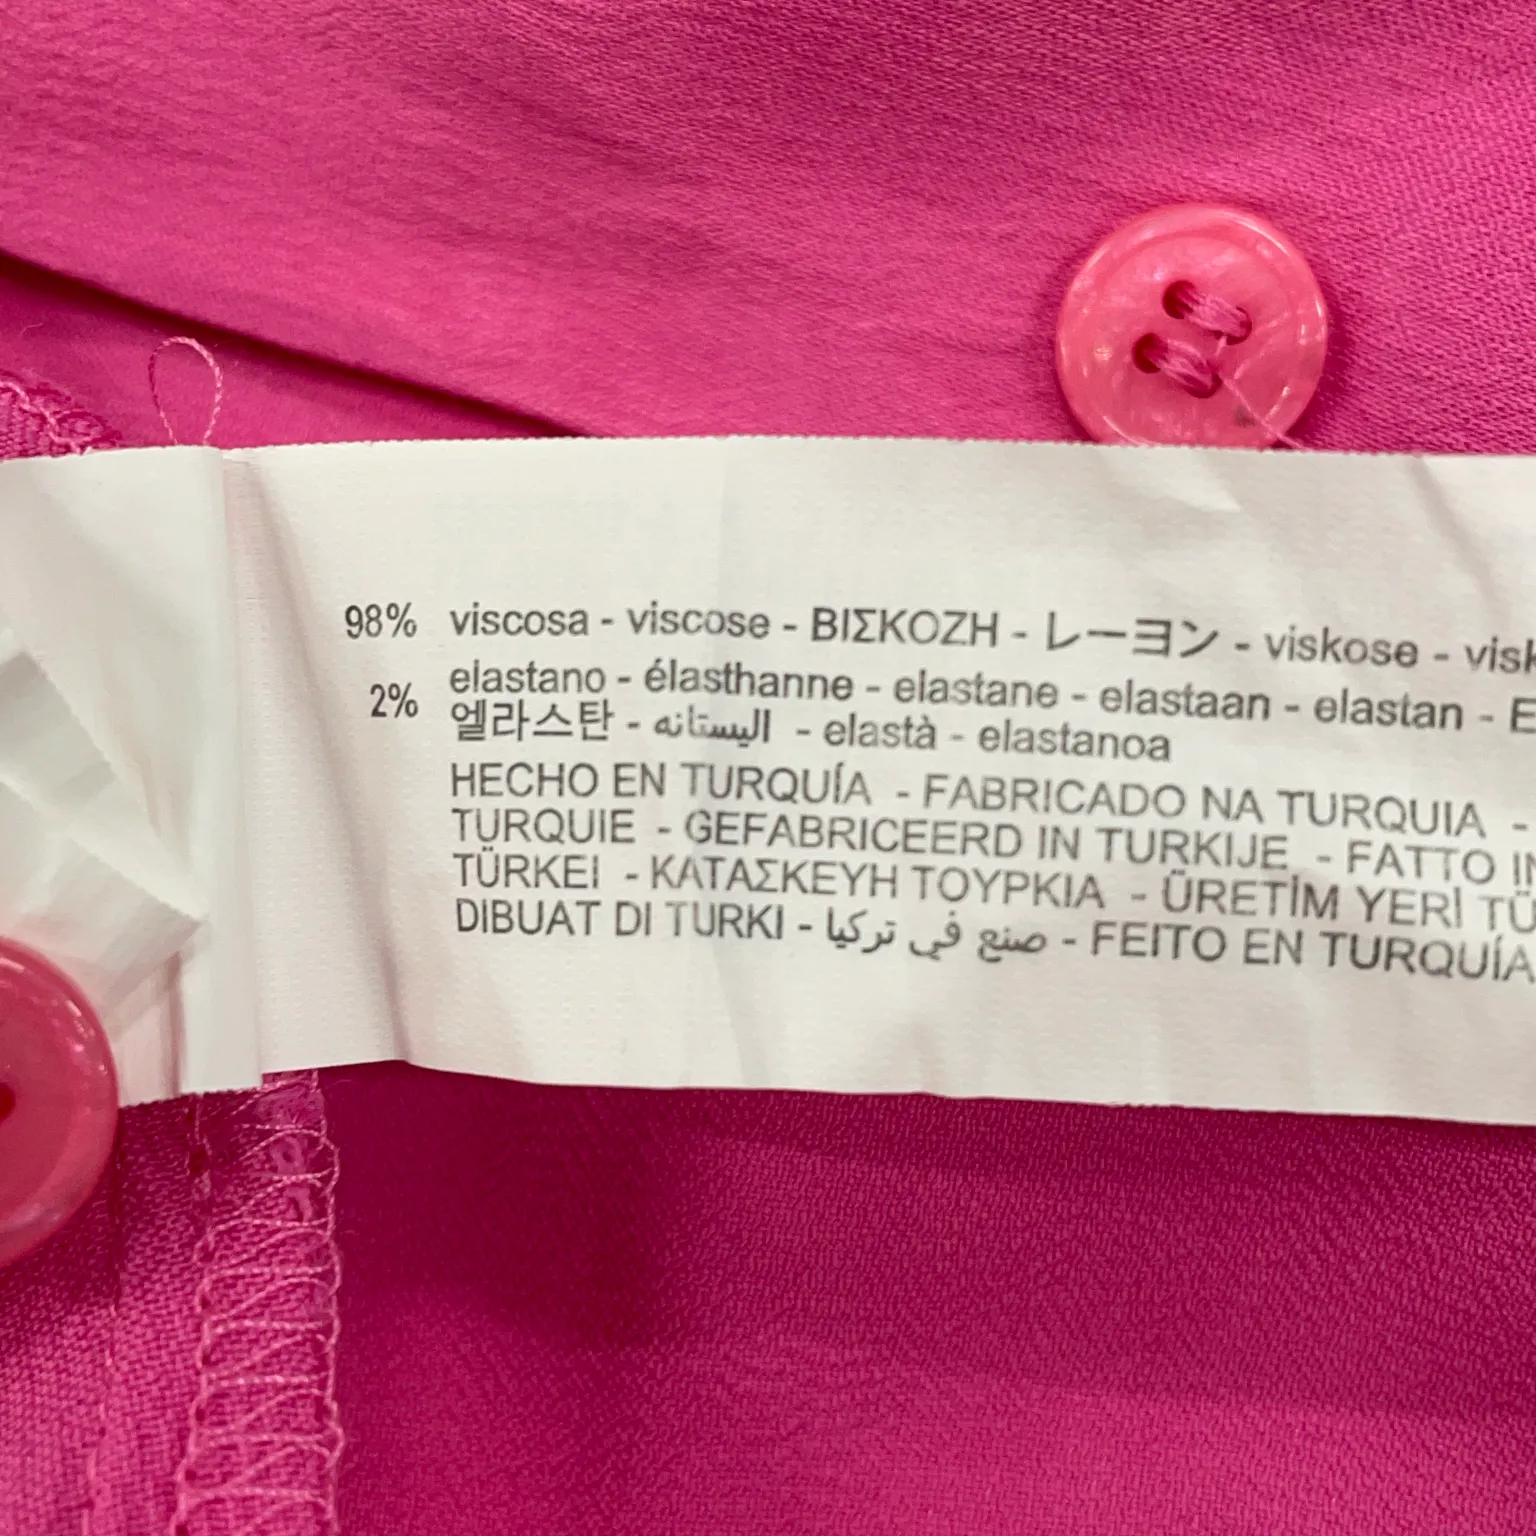 98% viscosa - viscose - ΒΙΣΚΟΖΗ - レーヨン - viskose -
2% elastano - élasthanne - elastane - elastaan - elastan -
엘라스탄 - اليستانه - elastà - elastanoa
HECHO EN TURQUÍA - FABRICADO NA TURQUIA -
TURQUIE - GEFABRICEERD IN TURKIJE - FATTO IN
TÜRKEI - ΚΑΤΑΣΚΕΥΗ ΤΟΥΡΚΙΑ - ÜRETİM YERİ
DIBUAT DI TURKI - صنع في تركيا - FEITO EN TURQUÍA